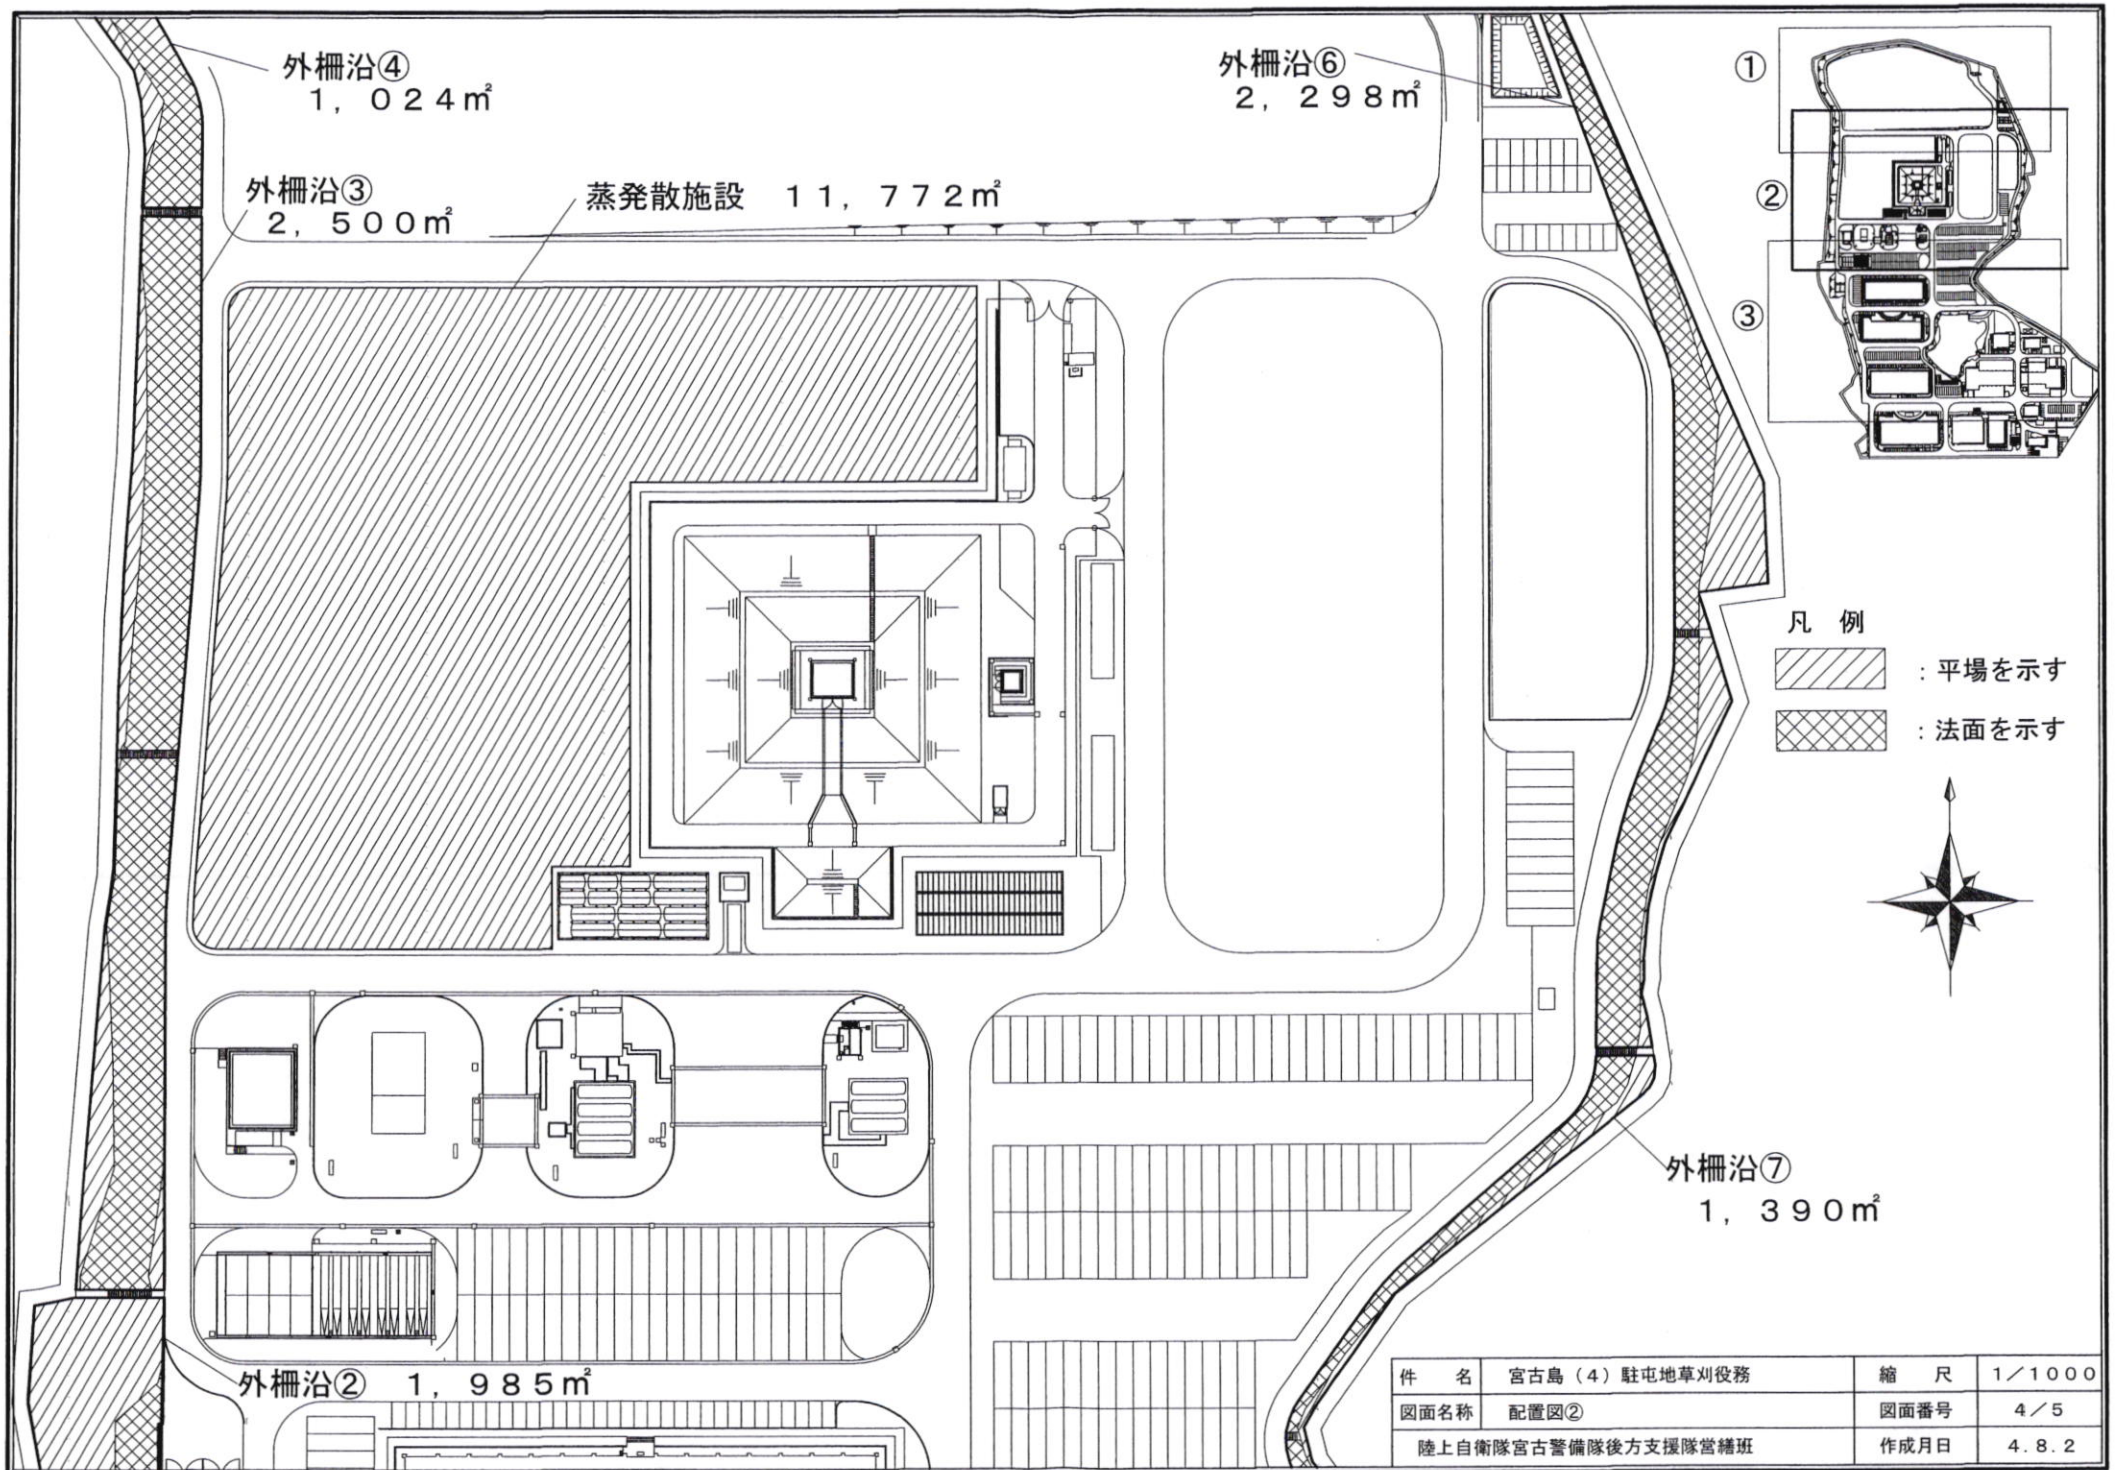 外柵沿④
1,024㎡
外柵沿⑥
2,298㎡
①
外柵沿③
2,500㎡
蒸発散施設 11,772㎡
②
③
凡 例
:平場を示す
:法面を示す
外柵沿⑦
1,390㎡
外柵沿② 1,985㎡
件 名 宮古島(4)駐屯地草刈役務 縮 尺 1/1000
図面名称 配置図② 図面番号 4/5
陸上自衛隊宮古警備隊後方支援隊営繕班 作成月日 4.8.2